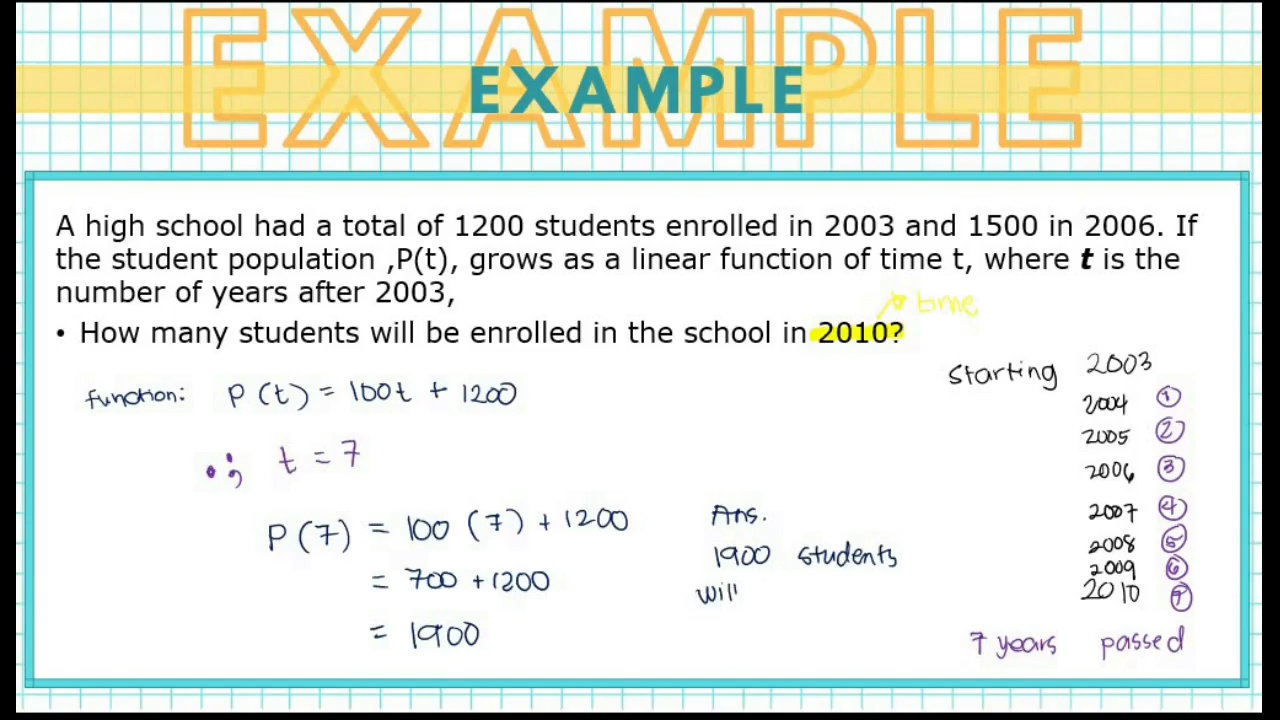 EXAMPLE
EXAMPLE
A high school had a total of 1200 students enrolled in 2003 and 1500 in 2006. If
the student population ,P(t), grows as a linear function of time t, where t is the
number of years after 2003,
• How many students will be enrolled in the school in 2010?
time
function: P(t) = 100t + 1200
∴ t = 7
P(7) = 100 (7) + 1200
= 700 + 1200
= 1900
Ans.
1900 students
will
starting 2003
2004 1
2005 2
2006 3
2007 4
2008 5
2009 6
2010 7
7 years passed